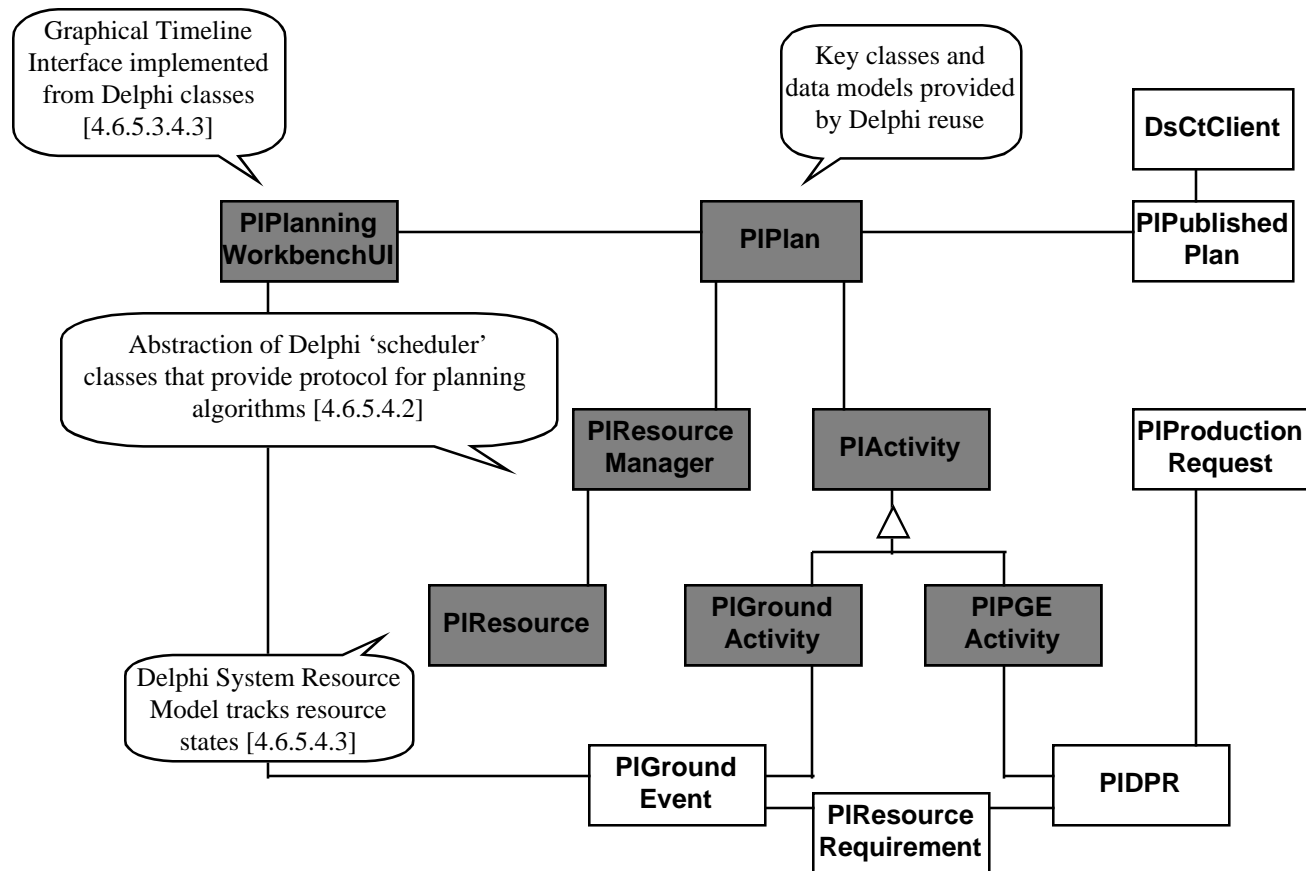 Graphical Timeline
Interface implemented
from Delphi classes
[4.6.5.3.4.3]
Key classes and
data models provided
by Delphi reuse
DsCtClient
PlPlanning
WorkbenchUI
PlPlan
PlPublished
Plan
Abstraction of Delphi ‘scheduler’
classes that provide protocol for planning
algorithms [4.6.5.4.2]
PlResource
Manager
PlActivity
PlProduction
Request
PlResource
PlGround
Activity
PlPGE
Activity
Delphi System Resource
Model tracks resource
states [4.6.5.4.3]
PlGround
Event
PlDPR
PlResource
Requirement